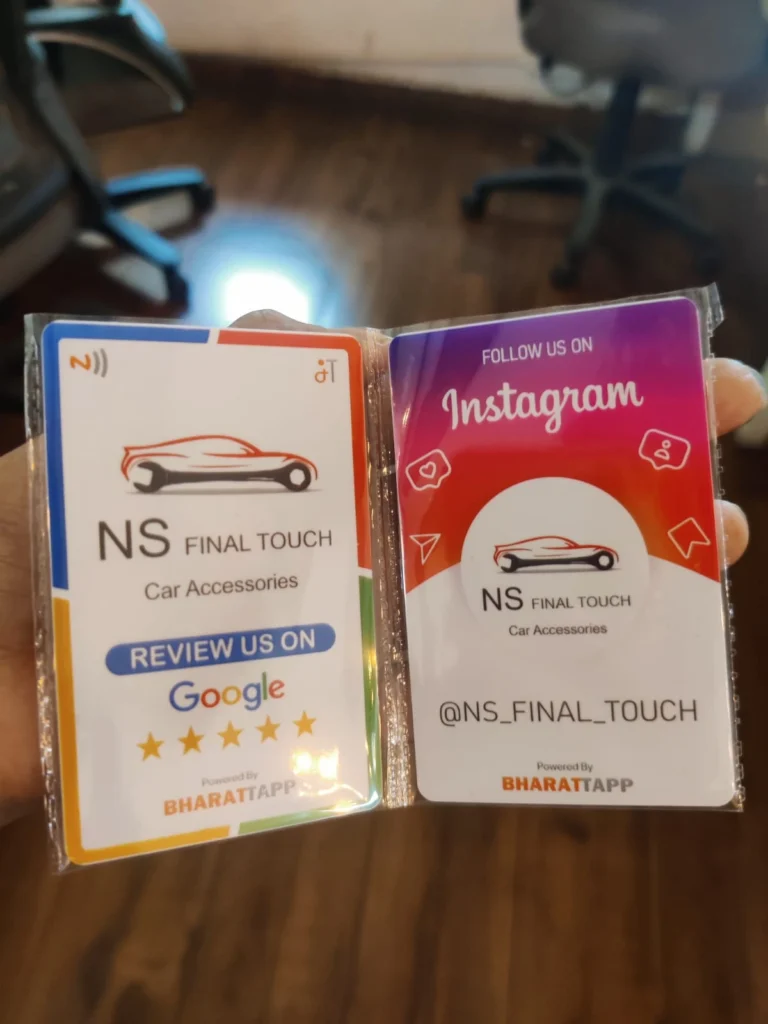 NS FINAL TOUCH
Car Accessories
REVIEW US ON
Google
Powered By
BHARATTAPP
FOLLOW US ON
Instagram
NS FINAL TOUCH
Car Accessories
@NS_FINAL_TOUCH
Powered By
BHARATTAPP